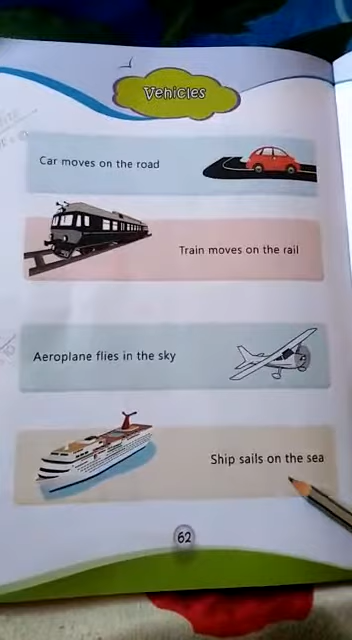 Vehicles
Car moves on the road
Train moves on the rail
Aeroplane flies in the sky
Ship sails on the sea
62